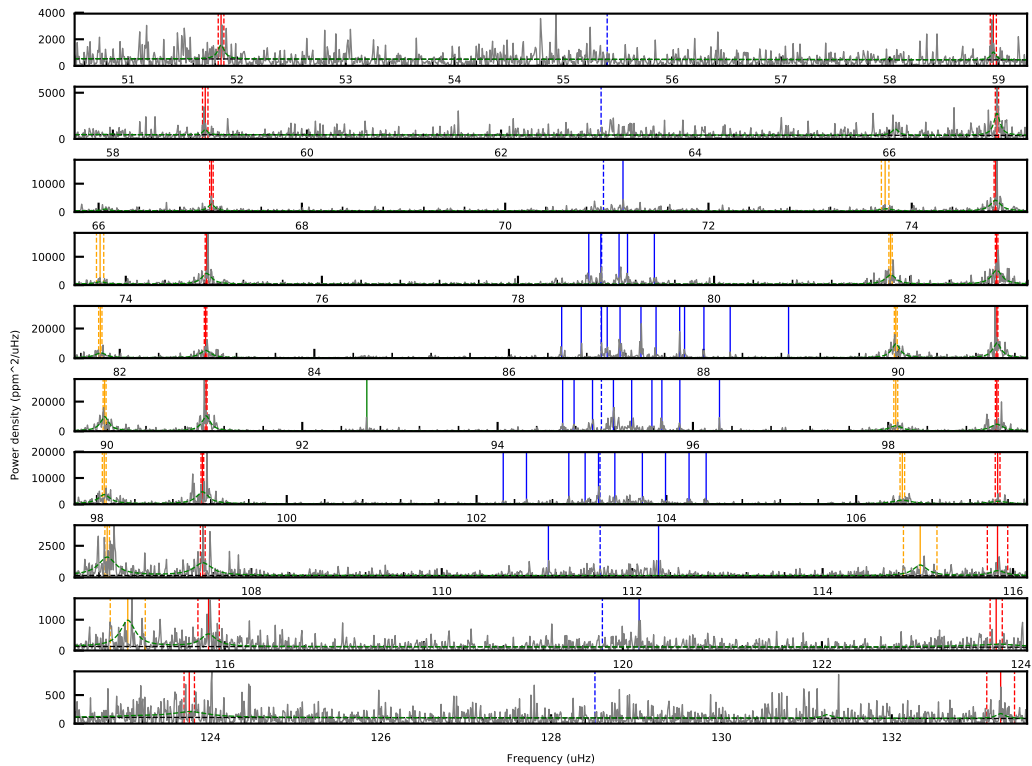 4000
2000
0
51 52 53 54 55 56 57 58 59
5000
0
58 60 62 64 66
10000
0
66 68 70 72 74
10000
0
74 76 78 80 82
20000
0
82 84 86 88 90
20000
0
90 92 94 96 98
20000
10000
0
98 100 102 104 106
2500
0
108 110 112 114 116
1000
0
116 118 120 122 124
500
0
124 126 128 130 132
Power density (ppm^2/uHz)
Frequency (uHz)